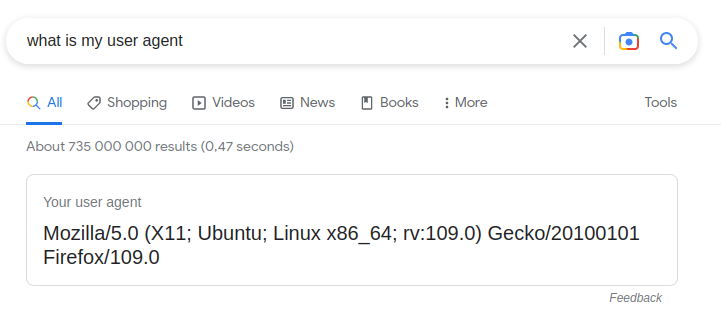 what is my user agent
All Shopping Videos News Books More Tools
About 735 000 000 results (0,47 seconds)
Your user agent
Mozilla/5.0 (X11; Ubuntu; Linux x86_64; rv:109.0) Gecko/20100101
Firefox/109.0
Feedback